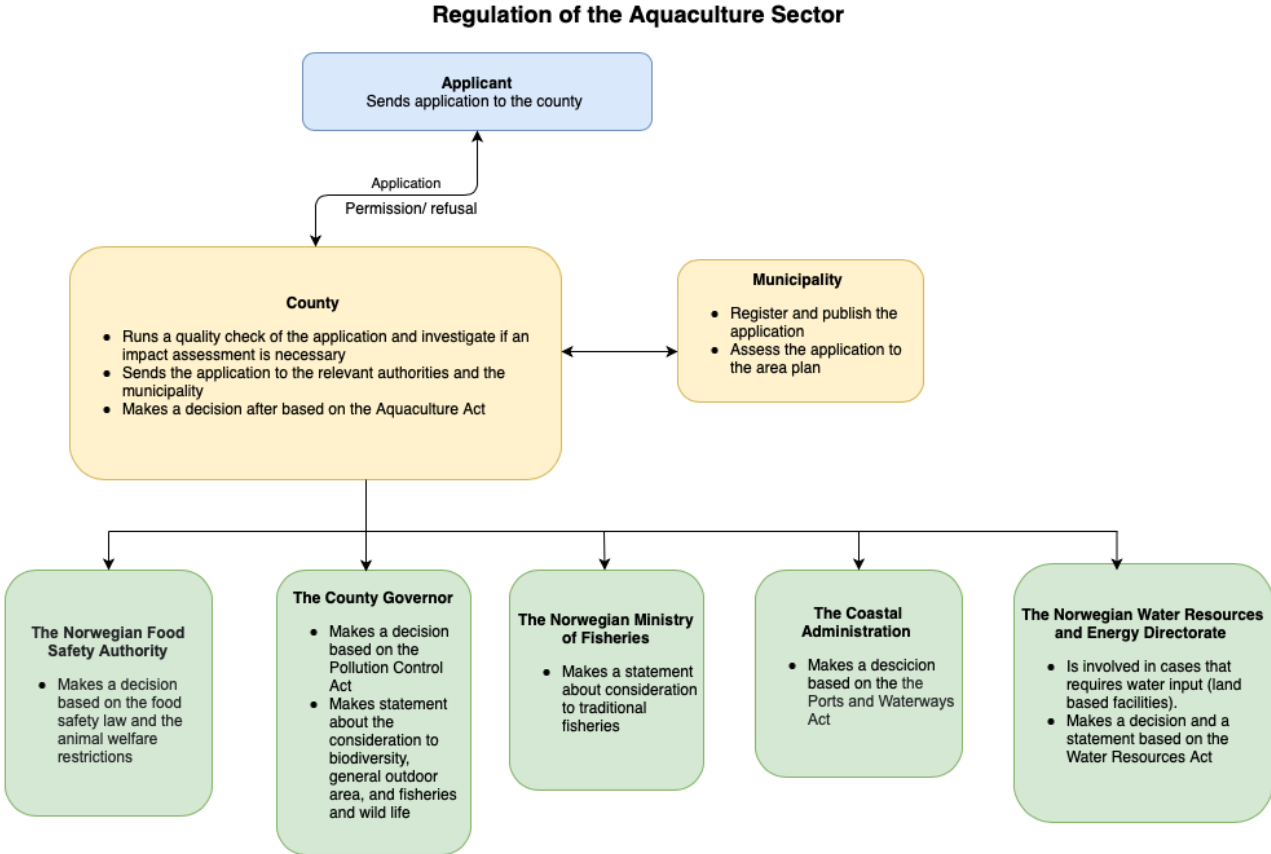 Regulation of the Aquaculture Sector
Applicant
Sends application to the county
Application
Permission/ refusal
County
● Runs a quality check of the application and investigate if an
impact assessment is necessary
● Sends the application to the relevant authorities and the
municipality
● Makes a decision after based on the Aquaculture Act
Municipality
● Register and publish the
application
● Assess the application to
the area plan
The Norwegian Food
Safety Authority
● Makes a decision
based on the food
safety law and the
animal welfare
restrictions
The County Governor
● Makes a decision
based on the
Pollution Control
Act
● Makes statement
about the
consideration to
biodiversity,
general outdoor
area, and fisheries
and wild life
The Norwegian Ministry
of Fisheries
● Makes a statement
about consideration
to traditional
fisheries
The Coastal
Administration
● Makes a descicion
based on the the
Ports and Waterways
Act
The Norwegian Water Resources
and Energy Directorate
● Is involved in cases that
requires water input (land
based facilities).
● Makes a decision and a
statement based on the
Water Resources Act